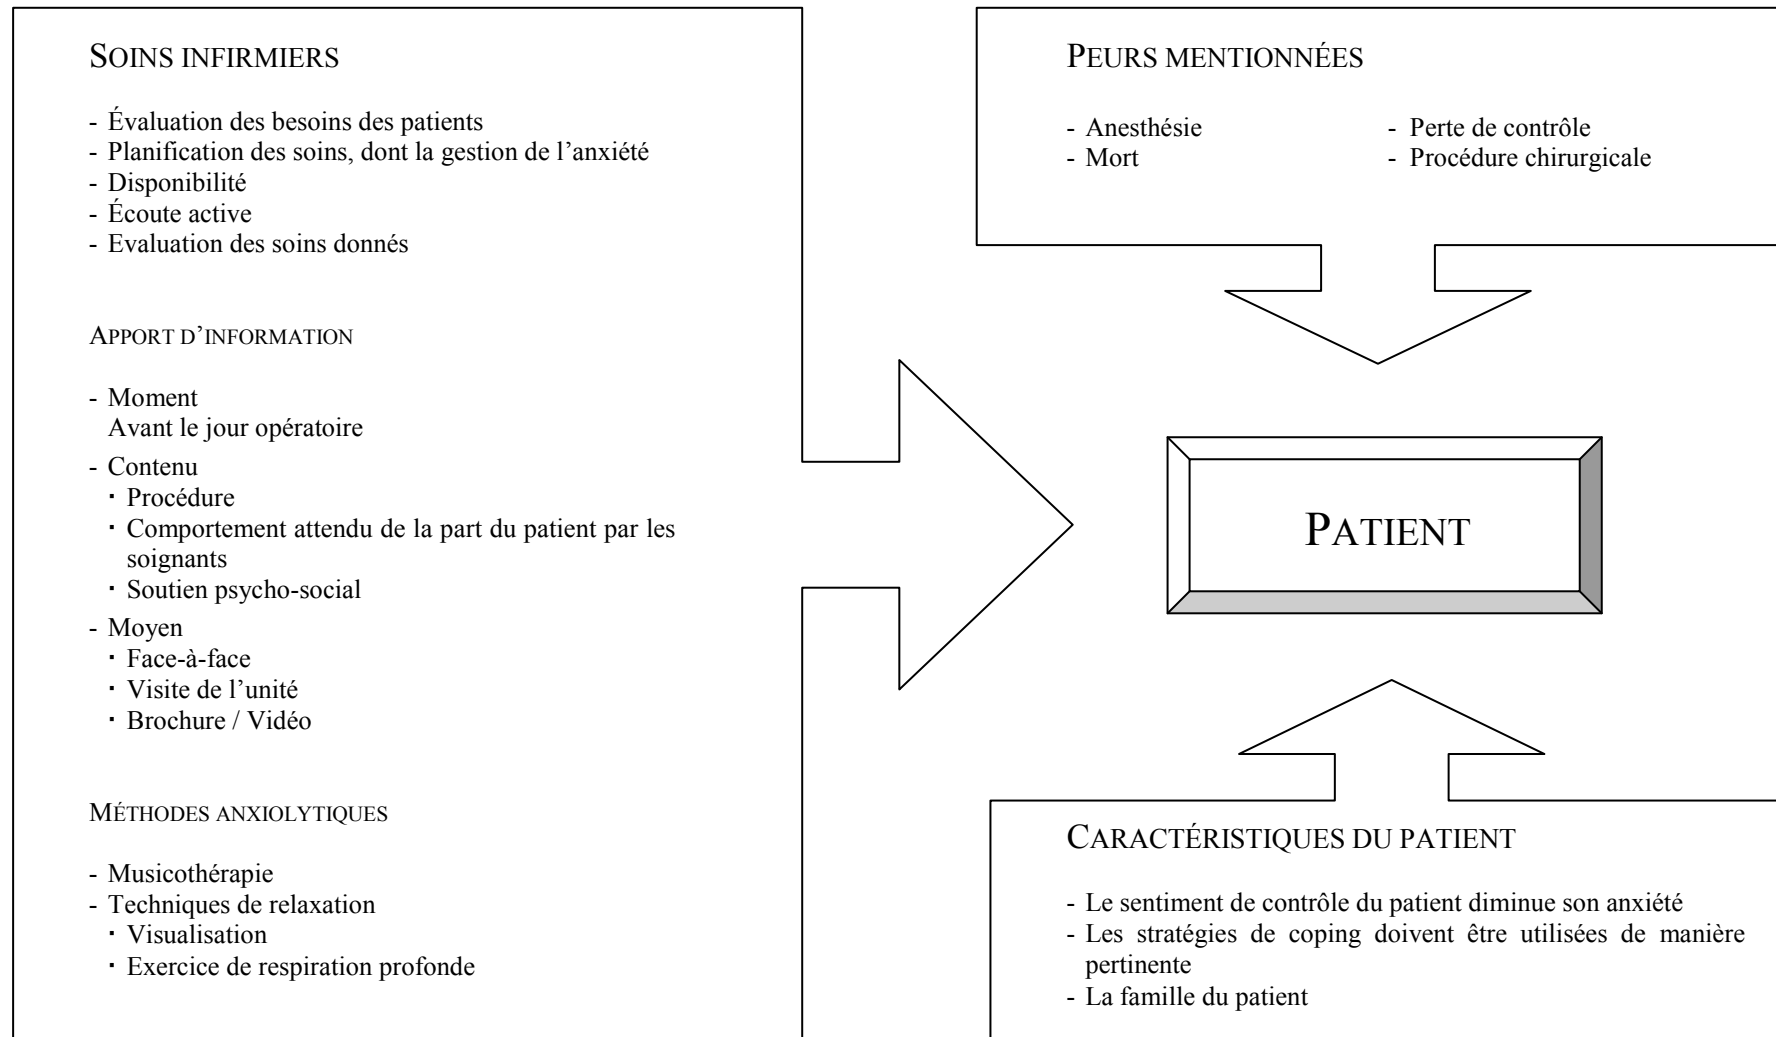 SOINS INFIRMIERS
- Évaluation des besoins des patients
- Planification des soins, dont la gestion de l’anxiété
- Disponibilité
- Écoute active
- Evaluation des soins donnés
APPORT D’INFORMATION
- Moment
Avant le jour opératoire
- Contenu
▪ Procédure
▪ Comportement attendu de la part du patient par les
soignants
▪ Soutien psycho-social
- Moyen
▪ Face-à-face
▪ Visite de l’unité
▪ Brochure / Vidéo
MÉTHODES ANXIOLYTIQUES
- Musicothérapie
- Techniques de relaxation
▪ Visualisation
▪ Exercice de respiration profonde
PEURS MENTIONNÉES
- Anesthésie
- Mort
- Perte de contrôle
- Procédure chirurgicale
PATIENT
CARACTÉRISTIQUES DU PATIENT
- Le sentiment de contrôle du patient diminue son anxiété
- Les stratégies de coping doivent être utilisées de manière
pertinente
- La famille du patient